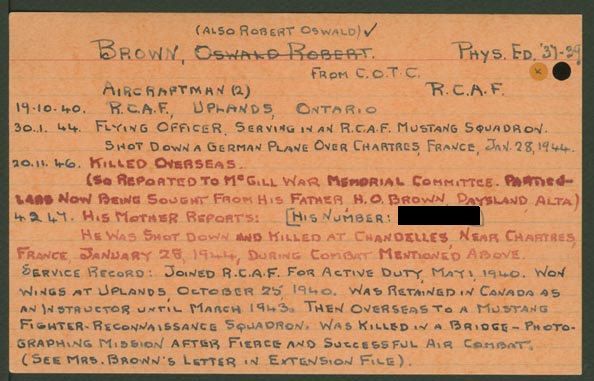 (ALSO ROBERT OSWALD) ✓
BROWN, OSWALD ROBERT. PHYS. ED. '37-39
FROM C.O.T.C.
AIRCRAFTMAN (2) R.C.A.F.
19.10.40. R.C.A.F., UPLANDS, ONTARIO
30.1.44. FLYING OFFICER, SERVING IN AN R.C.A.F. MUSTANG SQUADRON.
SHOT DOWN A GERMAN PLANE OVER CHARTRES, FRANCE, JAN. 28, 1944.
20.11.46. KILLED OVERSEAS.
(SO REPORTED TO McGILL WAR MEMORIAL COMMITTEE. PARTICU-
LARS NOW BEING SOUGHT FROM HIS FATHER, H.O. BROWN, DAYSLAND, ALTA)
4.2.47. HIS MOTHER REPORTS: [HIS NUMBER:
HE WAS SHOT DOWN AND KILLED AT CHANDELLES, NEAR CHARTRES,
FRANCE, JANUARY 28, 1944, DURING COMBAT MENTIONED ABOVE.
SERVICE RECORD: JOINED R.C.A.F. FOR ACTIVE DUTY, MAY 1, 1940. WON
WINGS AT UPLANDS, OCTOBER 25, 1940. WAS RETAINED IN CANADA AS
AN INSTRUCTOR UNTIL MARCH 1943. THEN OVERSEAS TO A MUSTANG
FIGHTER-RECONNAISSANCE SQUADRON. WAS KILLED IN A BRIDGE-PHOTO-
GRAPHING MISSION AFTER FIERCE AND SUCCESSFUL AIR COMBAT.
(SEE MRS. BROWN'S LETTER IN EXTENSION FILE).